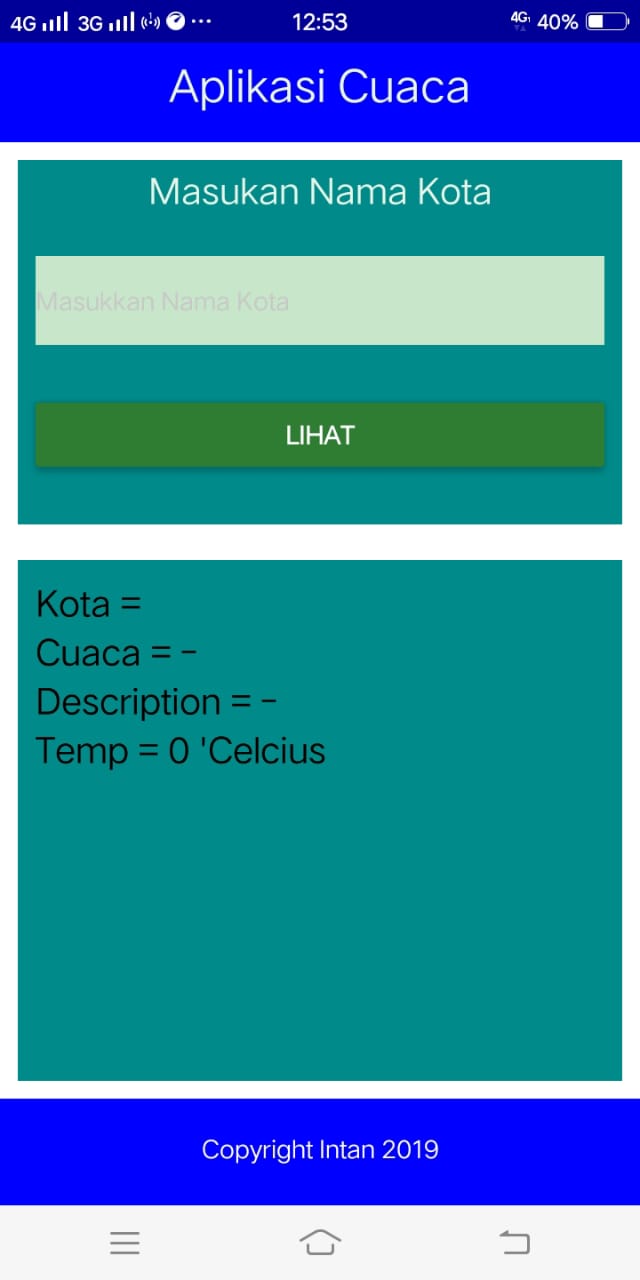 4G 3G ... 12:53 4G 40%
Aplikasi Cuaca
Masukan Nama Kota
Masukkan Nama Kota
LIHAT
Kota =
Cuaca = -
Description = -
Temp = 0 'Celcius
Copyright Intan 2019